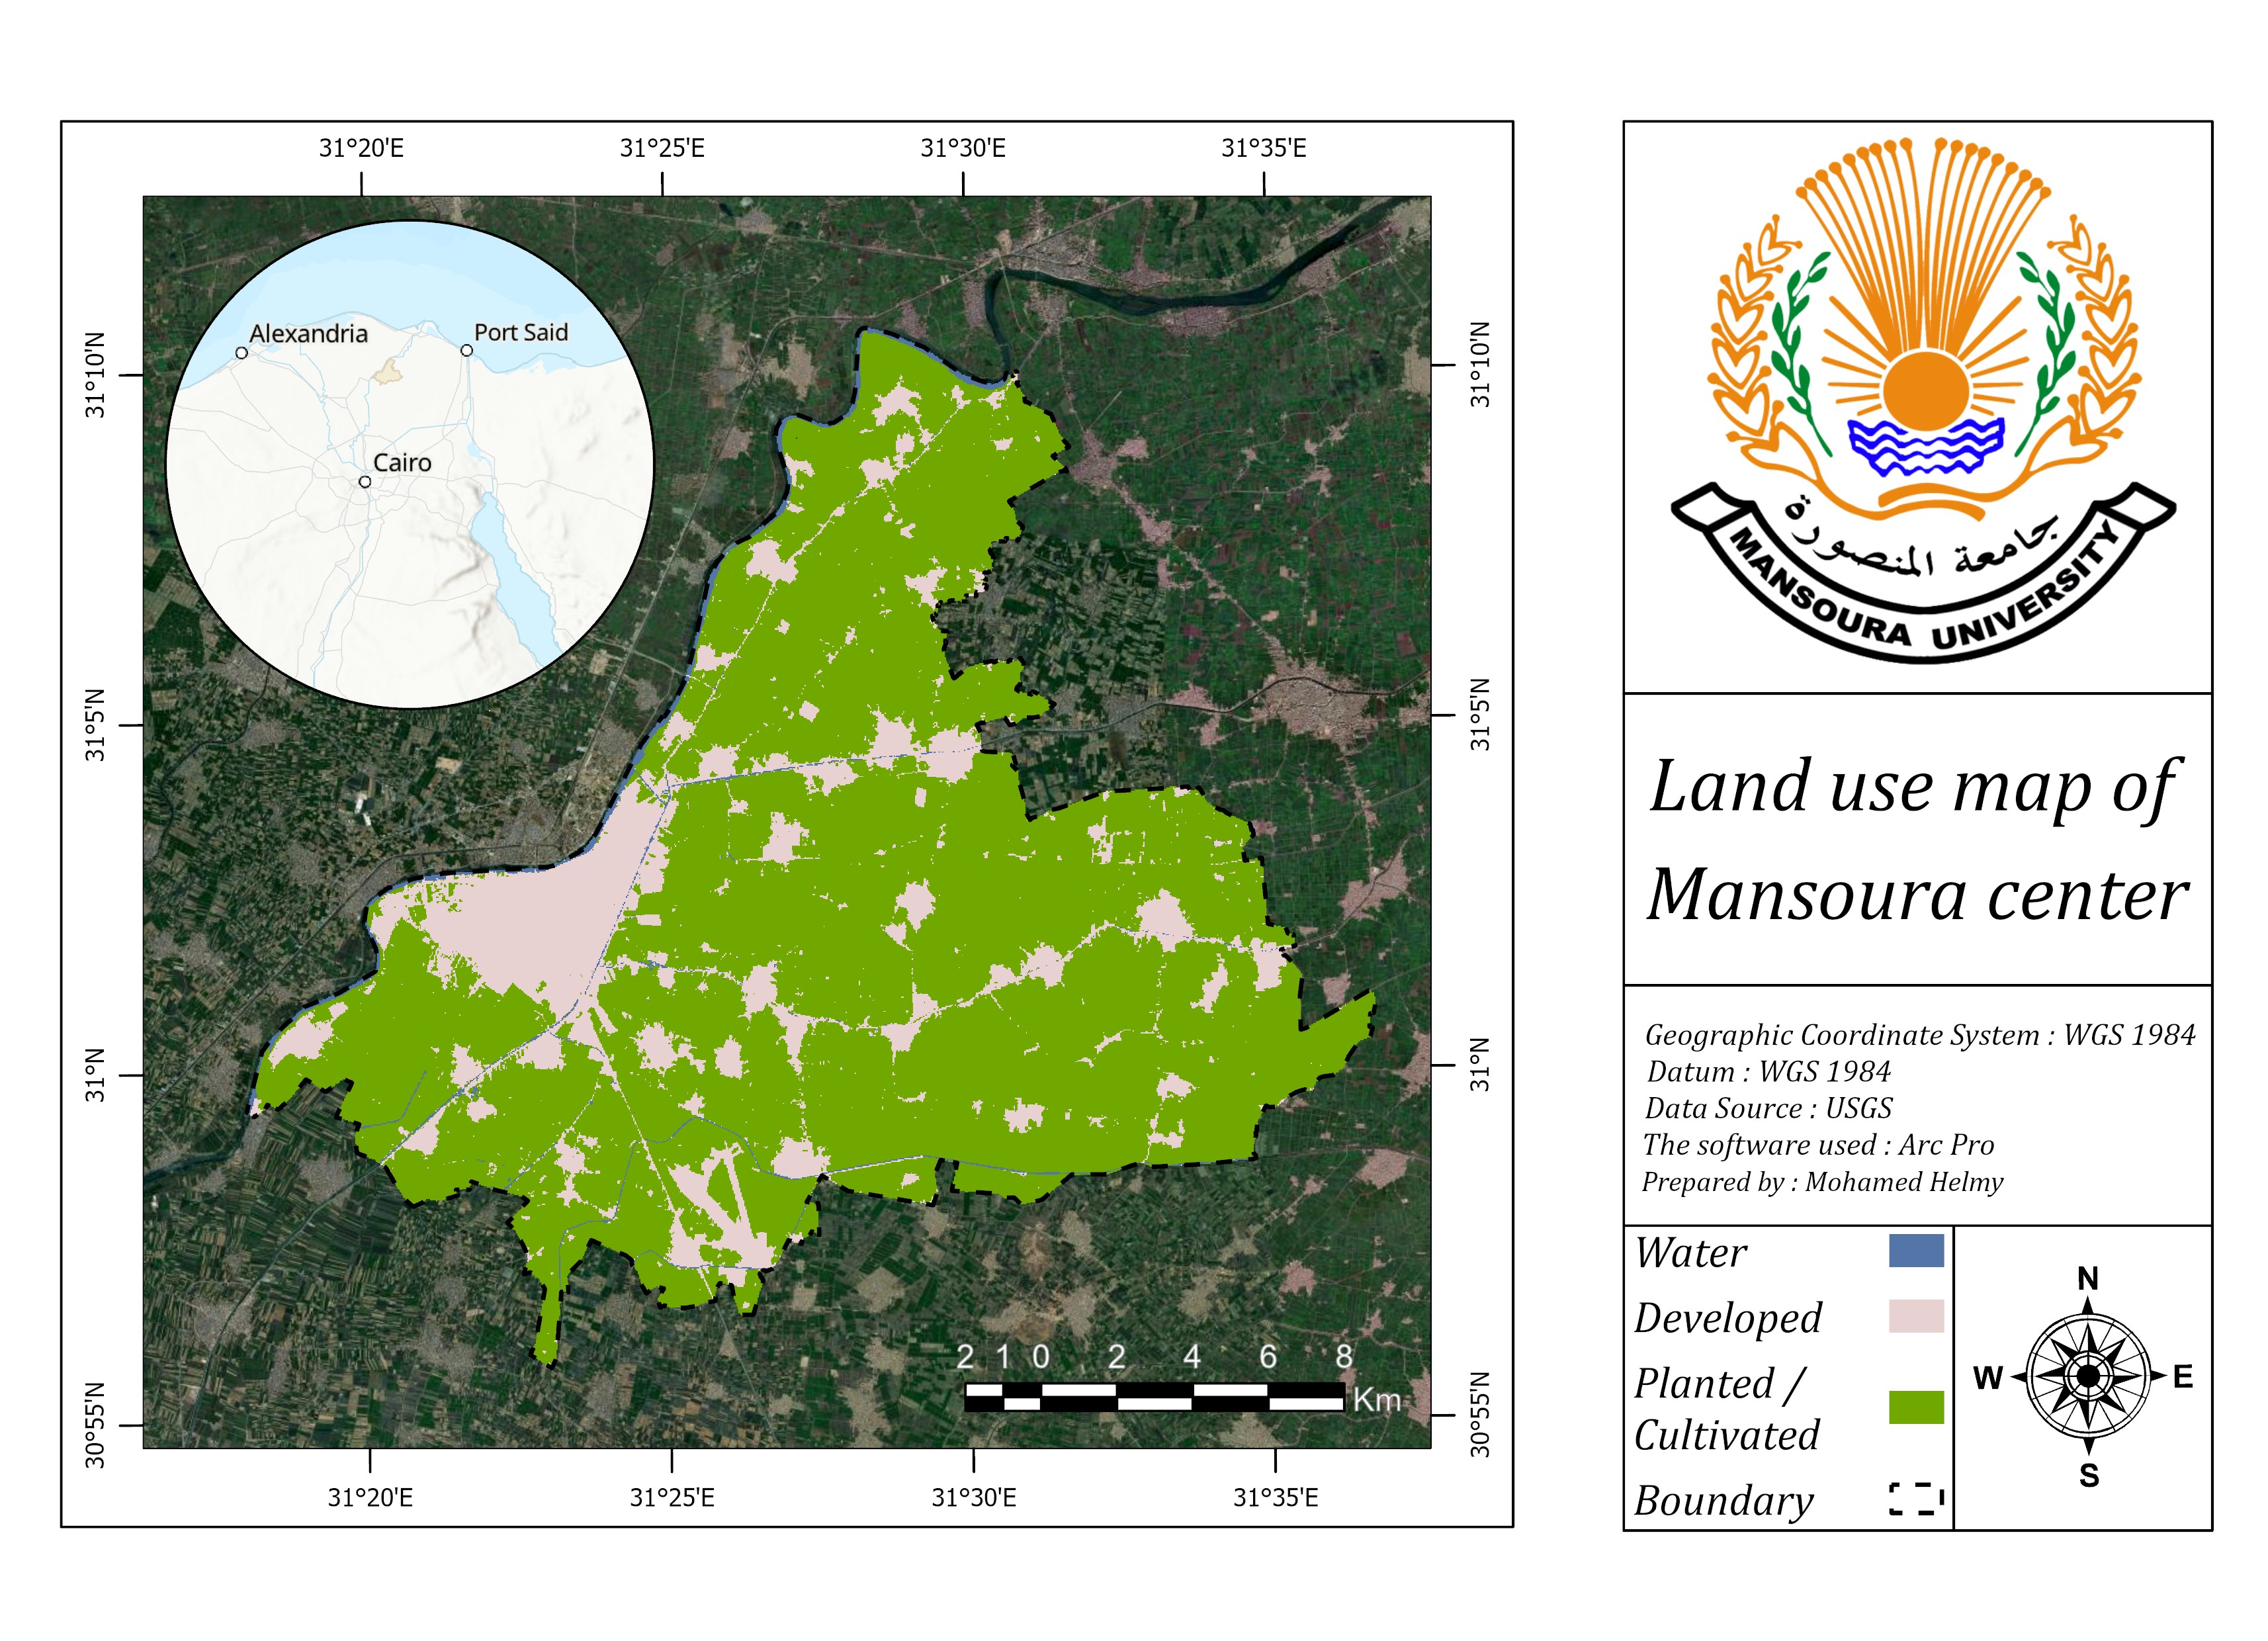 31°20'E 31°25'E 31°30'E 31°35'E
31°10'N
31°5'N
31°N
30°55'N
Alexandria
Port Said
Cairo
31°10'N
31°5'N
31°N
30°55'N
2 1 0 2 4 6 8
Km
31°20'E 31°25'E 31°30'E 31°35'E
جامعة المنصورة
MANSOURA UNIVERSITY
Land use map of
Mansoura center
Geographic Coordinate System : WGS 1984
Datum : WGS 1984
Data Source : USGS
The software used : Arc Pro
Prepared by : Mohamed Helmy
Water
Developed
Planted /
Cultivated
Boundary
N
W E
S